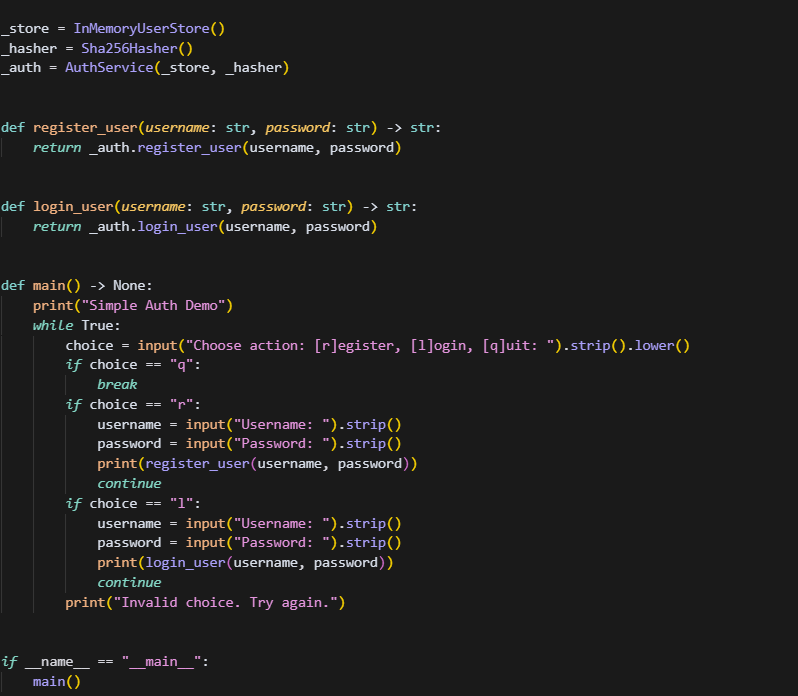 _store = InMemoryUserStore()
_hasher = Sha256Hasher()
_auth = AuthService(_store, _hasher)
def register_user(username: str, password: str) -> str:
    return _auth.register_user(username, password)
def login_user(username: str, password: str) -> str:
    return _auth.login_user(username, password)
def main() -> None:
    print("Simple Auth Demo")
    while True:
        choice = input("Choose action: [r]egister, [l]ogin, [q]uit: ").strip().lower()
        if choice == "q":
            break
        if choice == "r":
            username = input("Username: ").strip()
            password = input("Password: ").strip()
            print(register_user(username, password))
            continue
        if choice == "l":
            username = input("Username: ").strip()
            password = input("Password: ").strip()
            print(login_user(username, password))
            continue
        print("Invalid choice. Try again.")
if __name__ == "__main__":
    main()